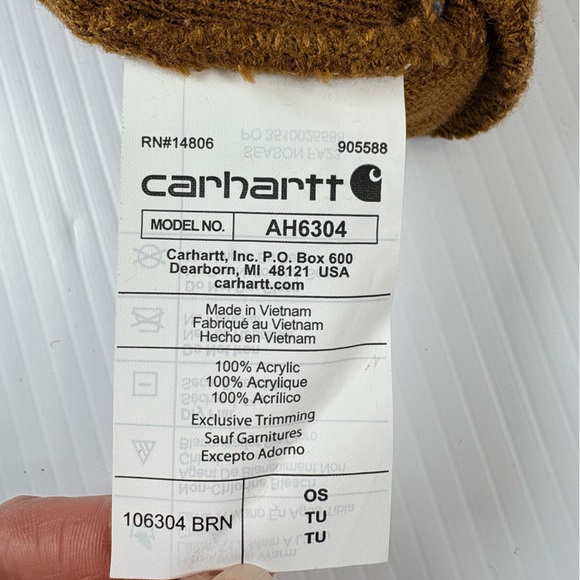 RN#14806 905588
carhartt
MODEL NO. AH6304
Carhartt, Inc. P.O. Box 600
Dearborn, MI 48121 USA
carhartt.com
Made in Vietnam
Fabriqué au Vietnam
Hecho en Vietnam
100% Acrylic
100% Acrylique
100% Acrílico
Exclusive Trimming
Sauf Garnitures
Excepto Adorno
106304 BRN
OS
TU
TU